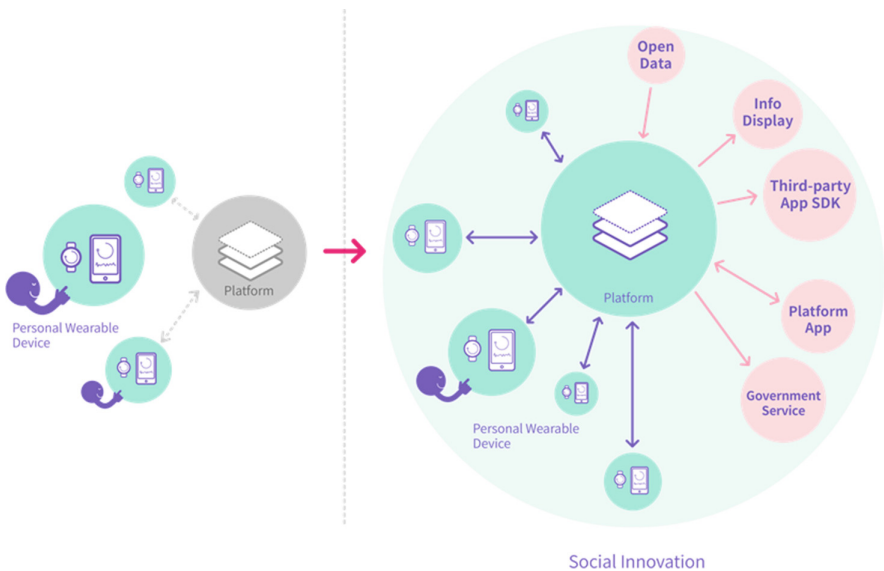 Platform
Personal Wearable
Device
Open
Data
Info
Display
Third-party
App SDK
Platform
Platform
App
Government
Service
Personal Wearable
Device
Social Innovation